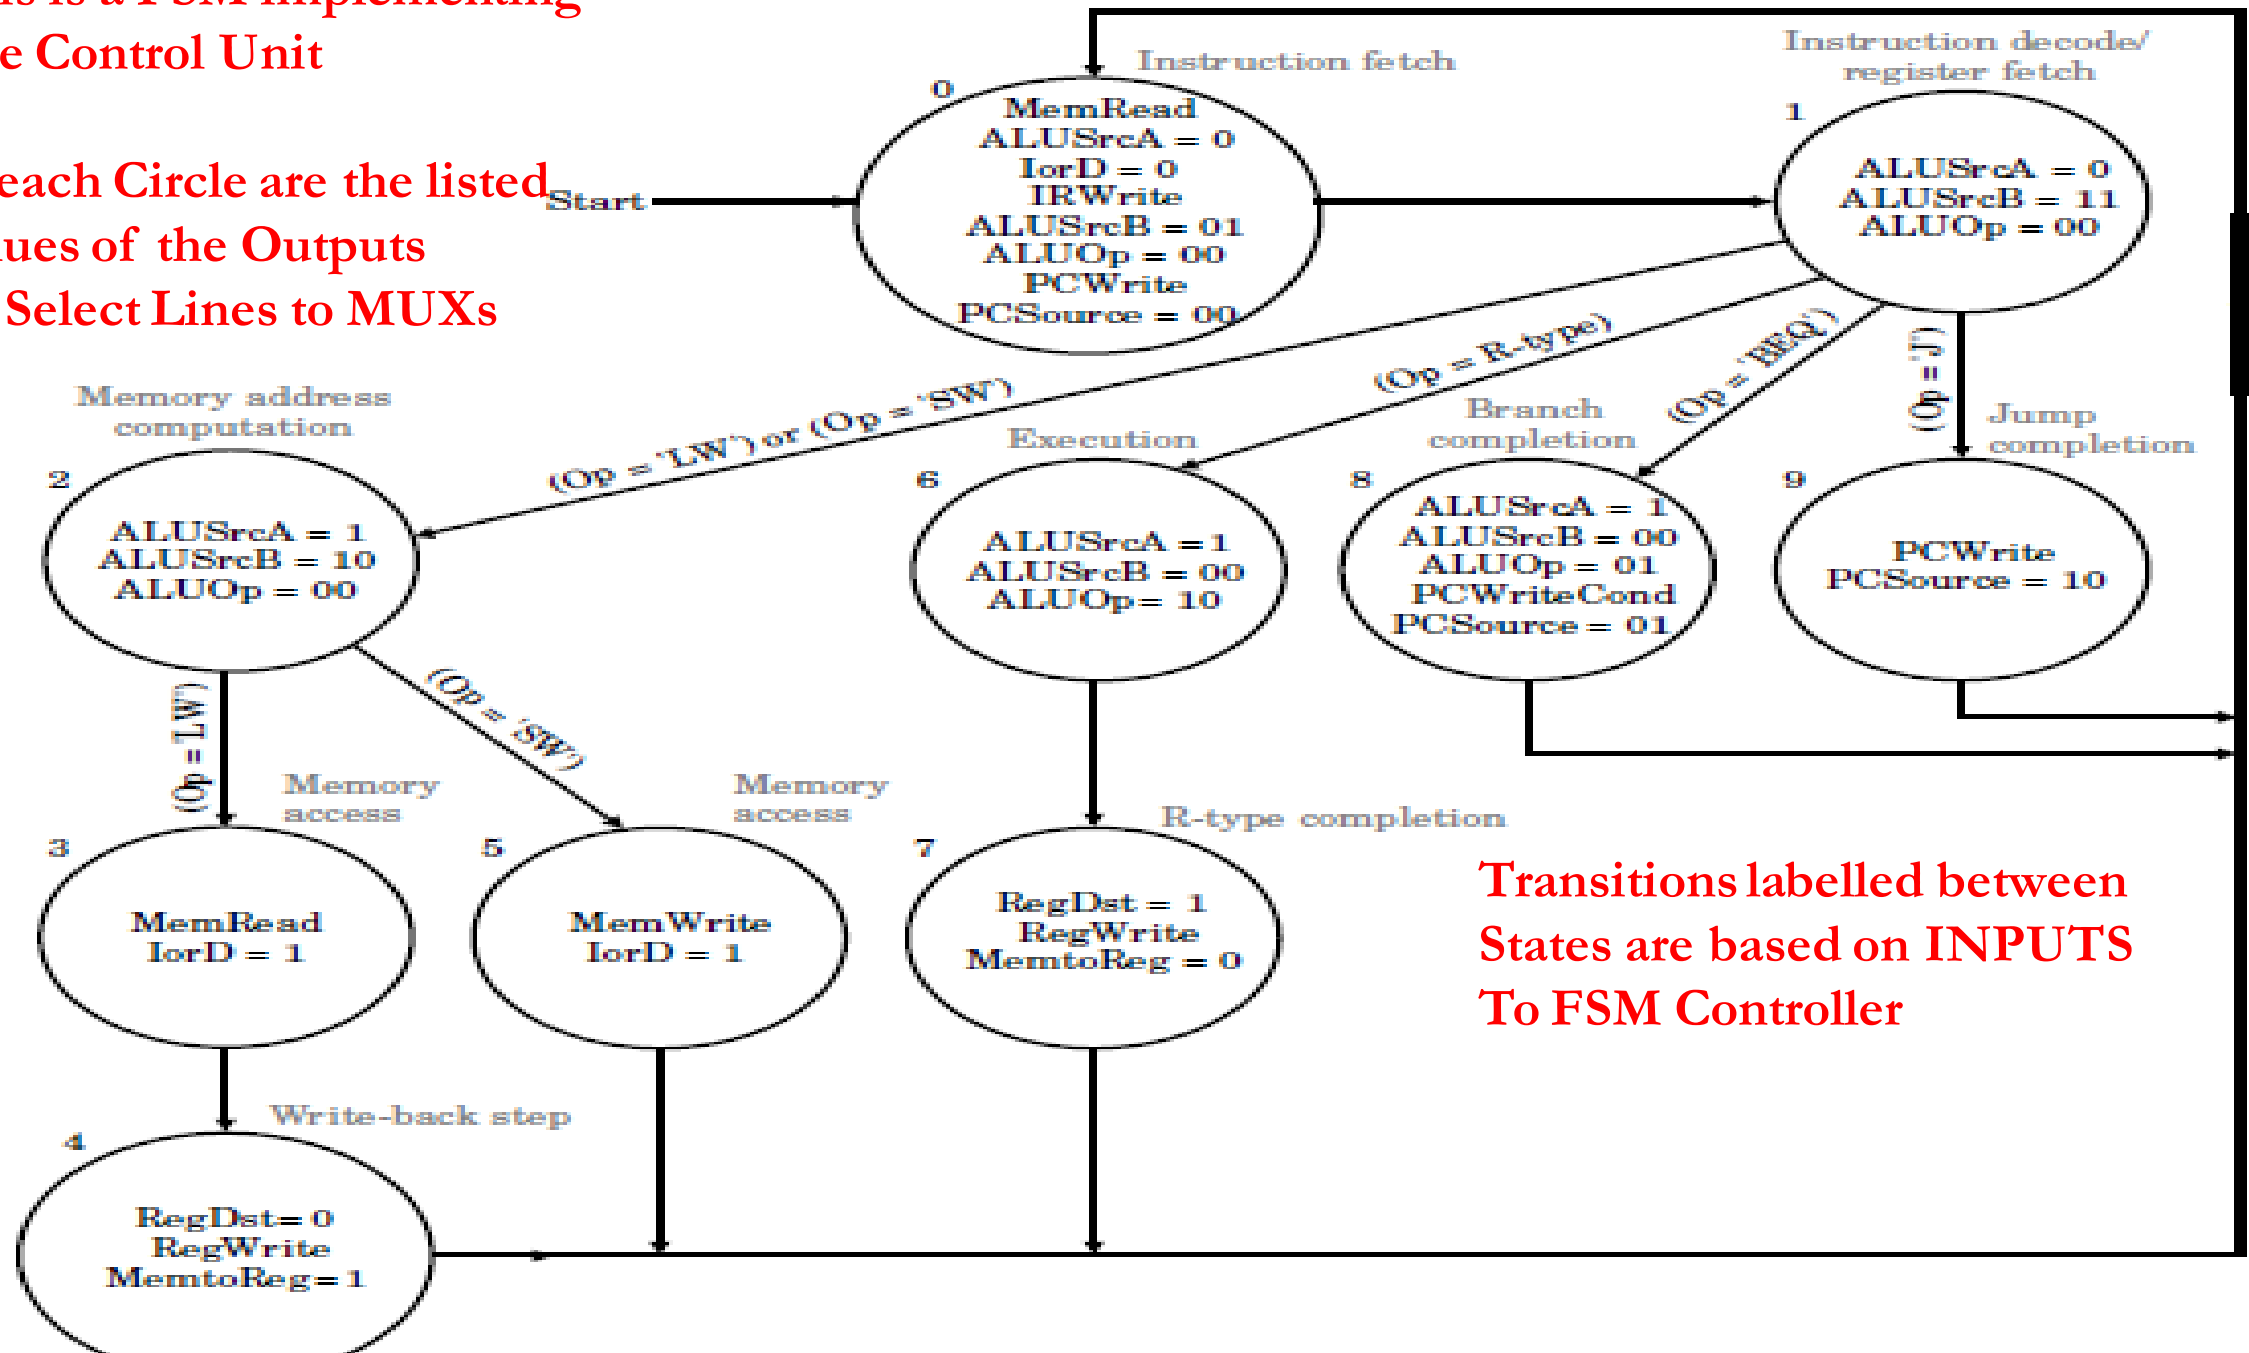 is is a FSM implementing
e Control Unit
each Circle are the listed
lues of the Outputs
Select Lines to MUXs
Start
Instruction fetch
0
MemRead
ALUSrcA = 0
IorD = 0
IRWrite
ALUSrcB = 01
ALUOp = 00
PCWrite
PCSource = 00
Instruction decode/
register fetch
1
ALUSrcA = 0
ALUSrcB = 11
ALUOp = 00
(Op = 'LW') or (Op = 'SW')
(Op = R-type)
(Op = 'BEQ')
(Op = 'J')
Memory address
computation
2
ALUSrcA = 1
ALUSrcB = 10
ALUOp = 00
Execution
6
ALUSrcA = 1
ALUSrcB = 00
ALUOp = 10
Branch
completion
8
ALUSrcA = 1
ALUSrcB = 00
ALUOp = 01
PCWriteCond
PCSource = 01
Jump
completion
9
PCWrite
PCSource = 10
(Op = 'LW')
(Op = 'SW')
Memory
access
3
MemRead
IorD = 1
Memory
access
5
MemWrite
IorD = 1
R-type completion
7
RegDst = 1
RegWrite
MemtoReg = 0
Transitions labelled between
States are based on INPUTS
To FSM Controller
Write-back step
4
RegDst= 0
RegWrite
MemtoReg= 1